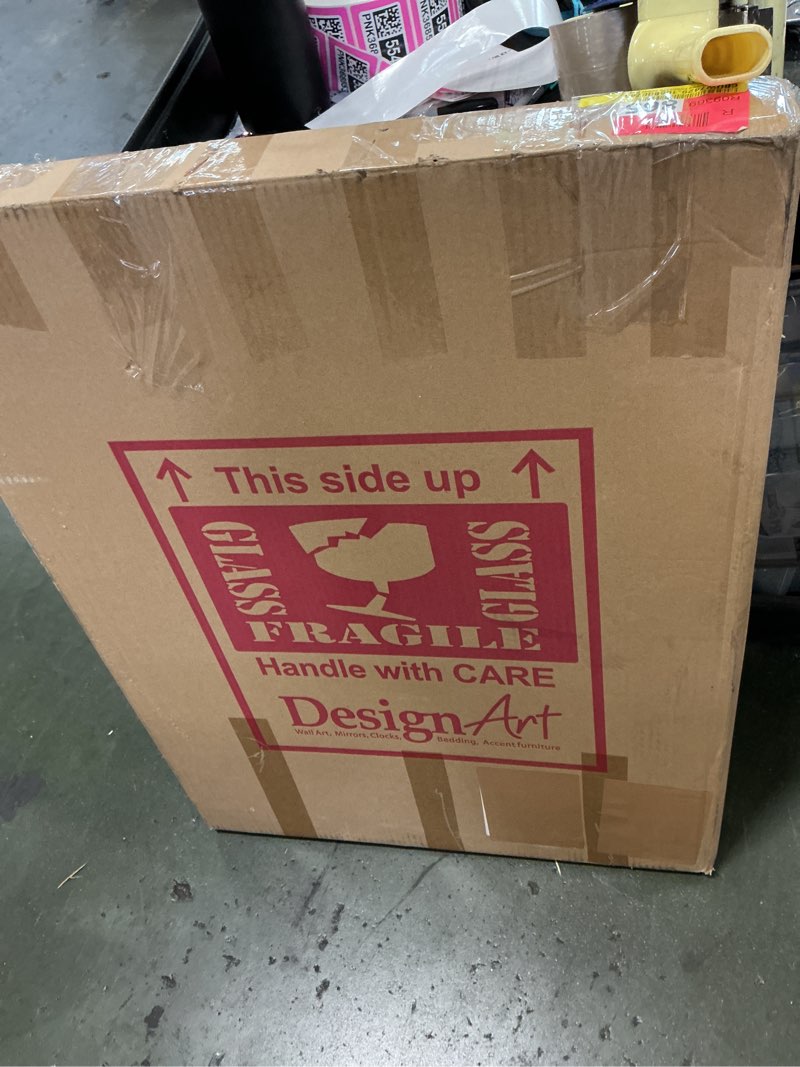 This side up
GLASS
GLASS
FRAGILE
Handle with CARE
DesignArt
Wall Art, Mirrors, Clocks, Bedding, Accent furniture